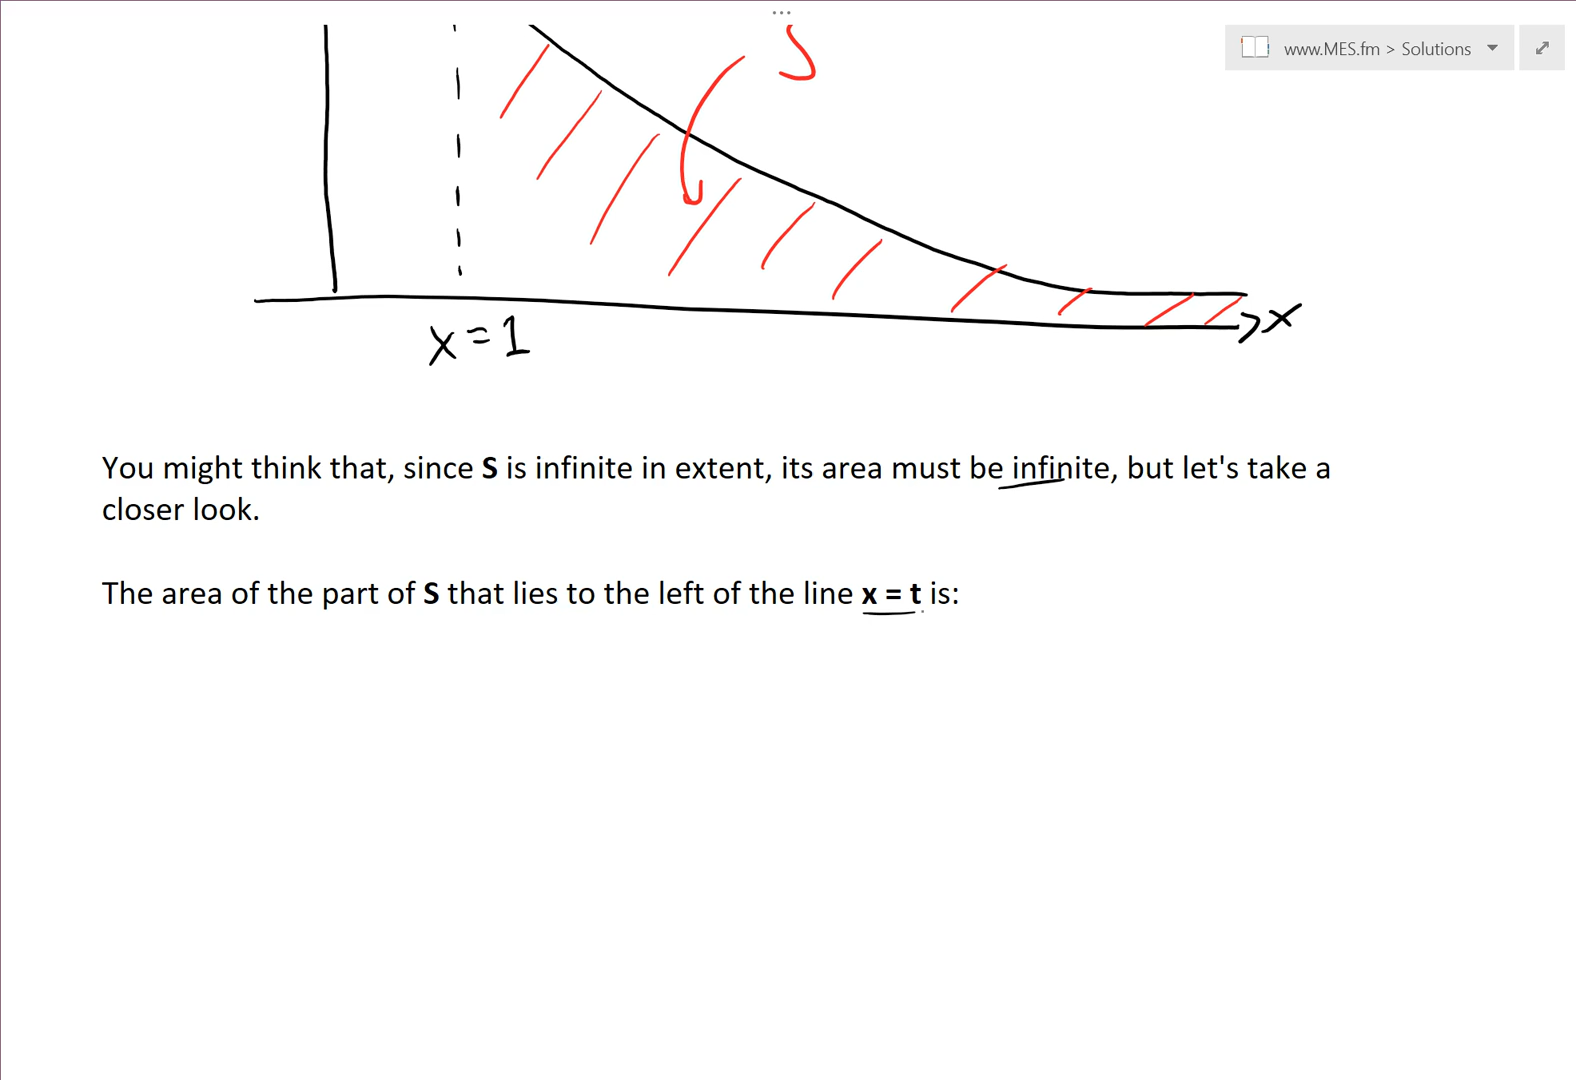 S
www.MES.fm > Solutions
x
x = 1
You might think that, since S is infinite in extent, its area must be infinite, but let's take a
closer look.
The area of the part of S that lies to the left of the line x = t is: